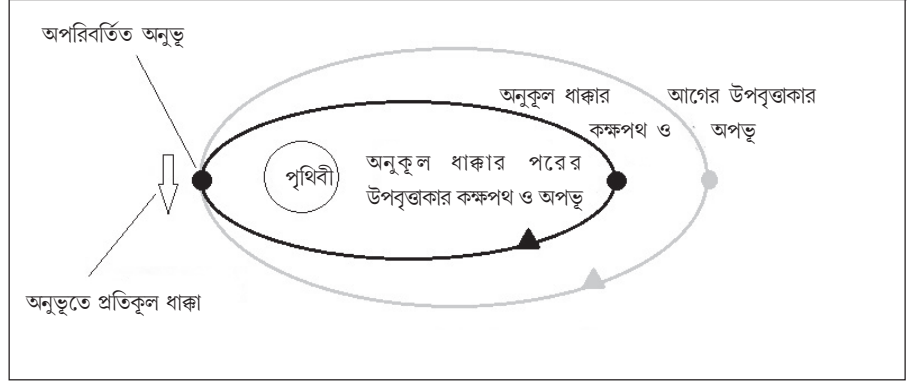 অপরিবর্তিত অনুভূ
অনুকূল ধাক্কার আগের উপবৃত্তাকার
কক্ষপথ ও অপভূ
পৃথিবী
অনুকূল ধাক্কার পরের
উপবৃত্তাকার কক্ষপথ ও অপভূ
অনুভূতে প্রতিকূল ধাক্কা